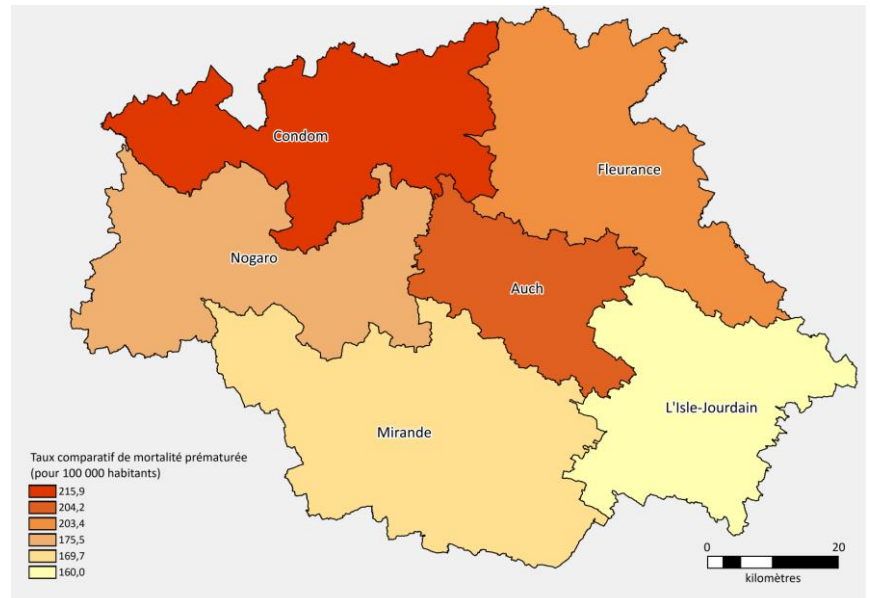 Condom
Fleurance
Nogaro
Auch
L'Isle-Jourdain
Mirande
Taux comparatif de mortalité prématurée
(pour 100 000 habitants)
215,9
204,2
203,4
175,5
169,7
160,0
0 20
kilomètres